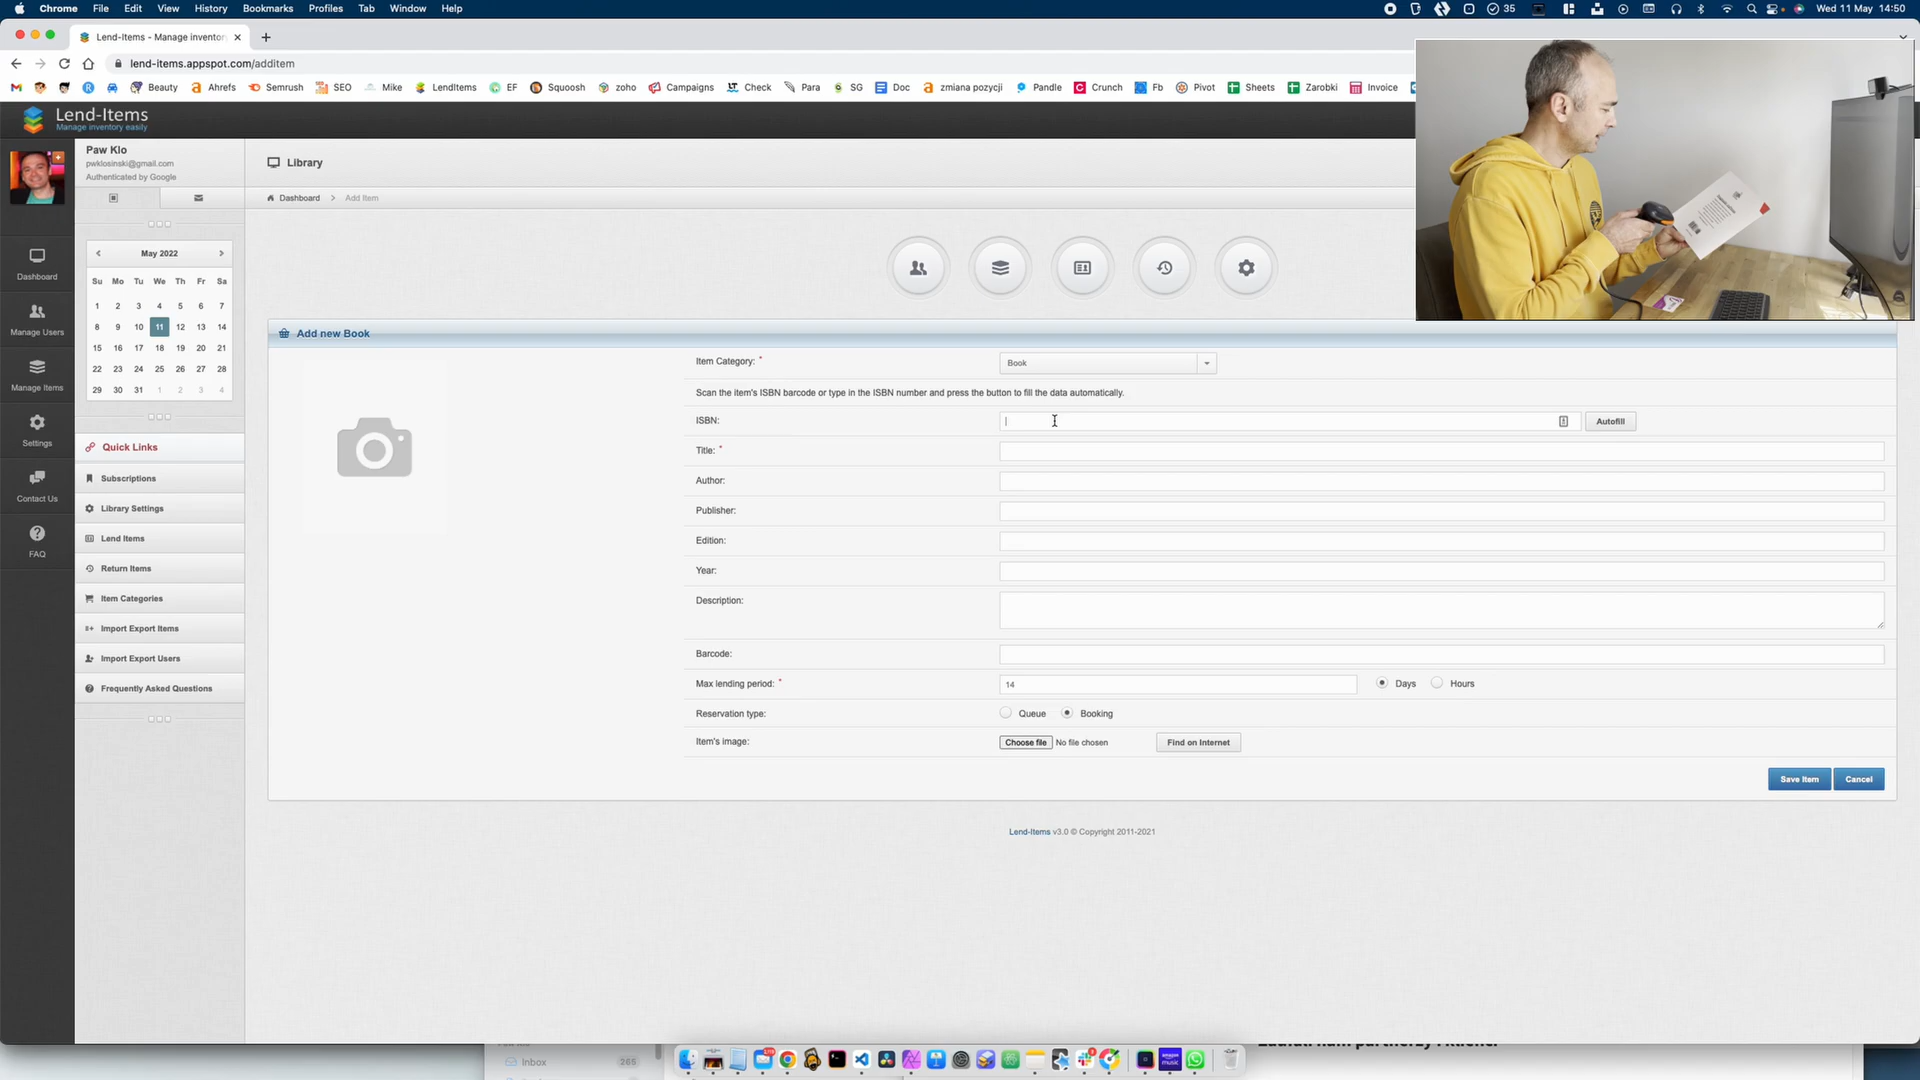 Chrome File Edit View History Bookmarks Profiles Tab Window Help
35
Wed 11 May 14:50
Lend-Items - Manage inventor
lend-items.appspot.com/additem
Beauty Ahrefs Semrush SEO Mike LendItems EF Squoosh zoho Campaigns Check Para SG Doc zmiana pozycji Pandle Crunch Fb Pivot Sheets Zarobki Invoice
Lend-Items
Manage inventory easily
Paw Klo
pwklosinski@gmail.com
Authenticated by Google
Library
Dashboard > Add Item
May 2022
Su Mo Tu We Th Fr Sa
1 2 3 4 5 6 7
8 9 10 11 12 13 14
15 16 17 18 19 20 21
22 23 24 25 26 27 28
29 30 31 1 2 3 4
Dashboard
Manage Users
Manage Items
Settings
Contact Us
FAQ
Quick Links
Subscriptions
Library Settings
Lend Items
Return Items
Item Categories
Import Export Items
Import Export Users
Frequently Asked Questions
Add new Book
Item Category: * Book
Scan the item's ISBN barcode or type in the ISBN number and press the button to fill the data automatically.
ISBN: Autofill
Title: *
Author:
Publisher:
Edition:
Year:
Description:
Barcode:
Max lending period: * 14 Days Hours
Reservation type: Queue Booking
Item's image: Choose file No file chosen Find on Internet
Save Item Cancel
Lend-Items v3.0 © Copyright 2011-2021
Inbox 265